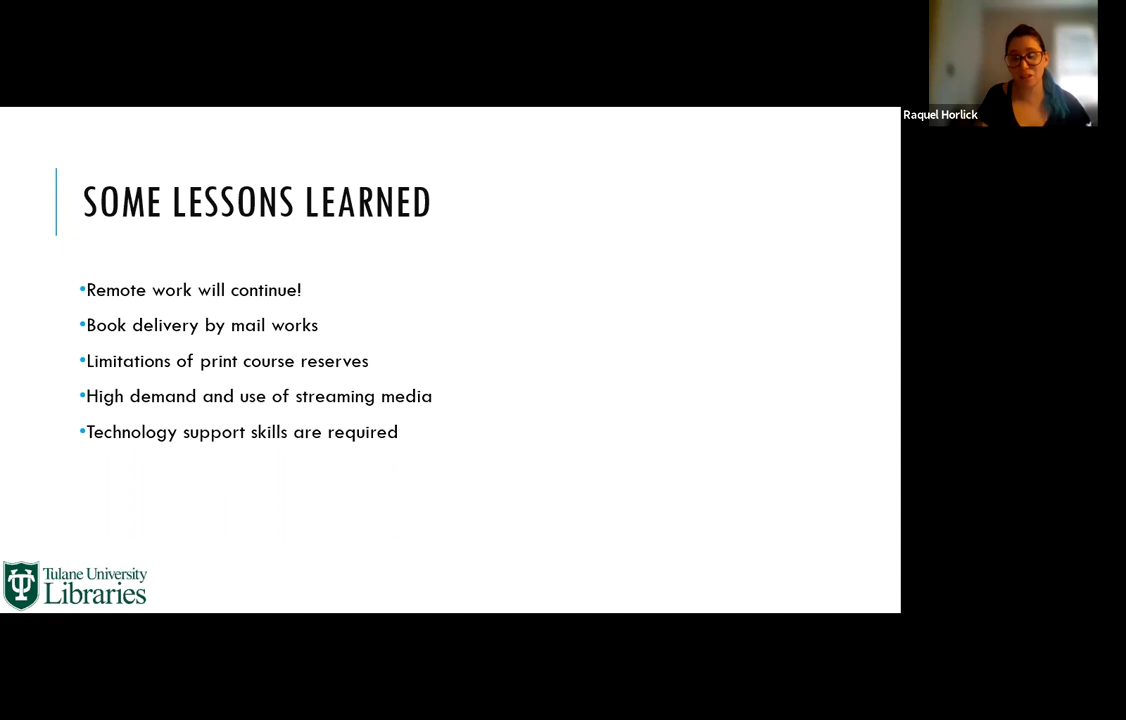 Raquel Horlick
SOME LESSONS LEARNED
•Remote work will continue!
•Book delivery by mail works
•Limitations of print course reserves
•High demand and use of streaming media
•Technology support skills are required
Tulane University
Libraries